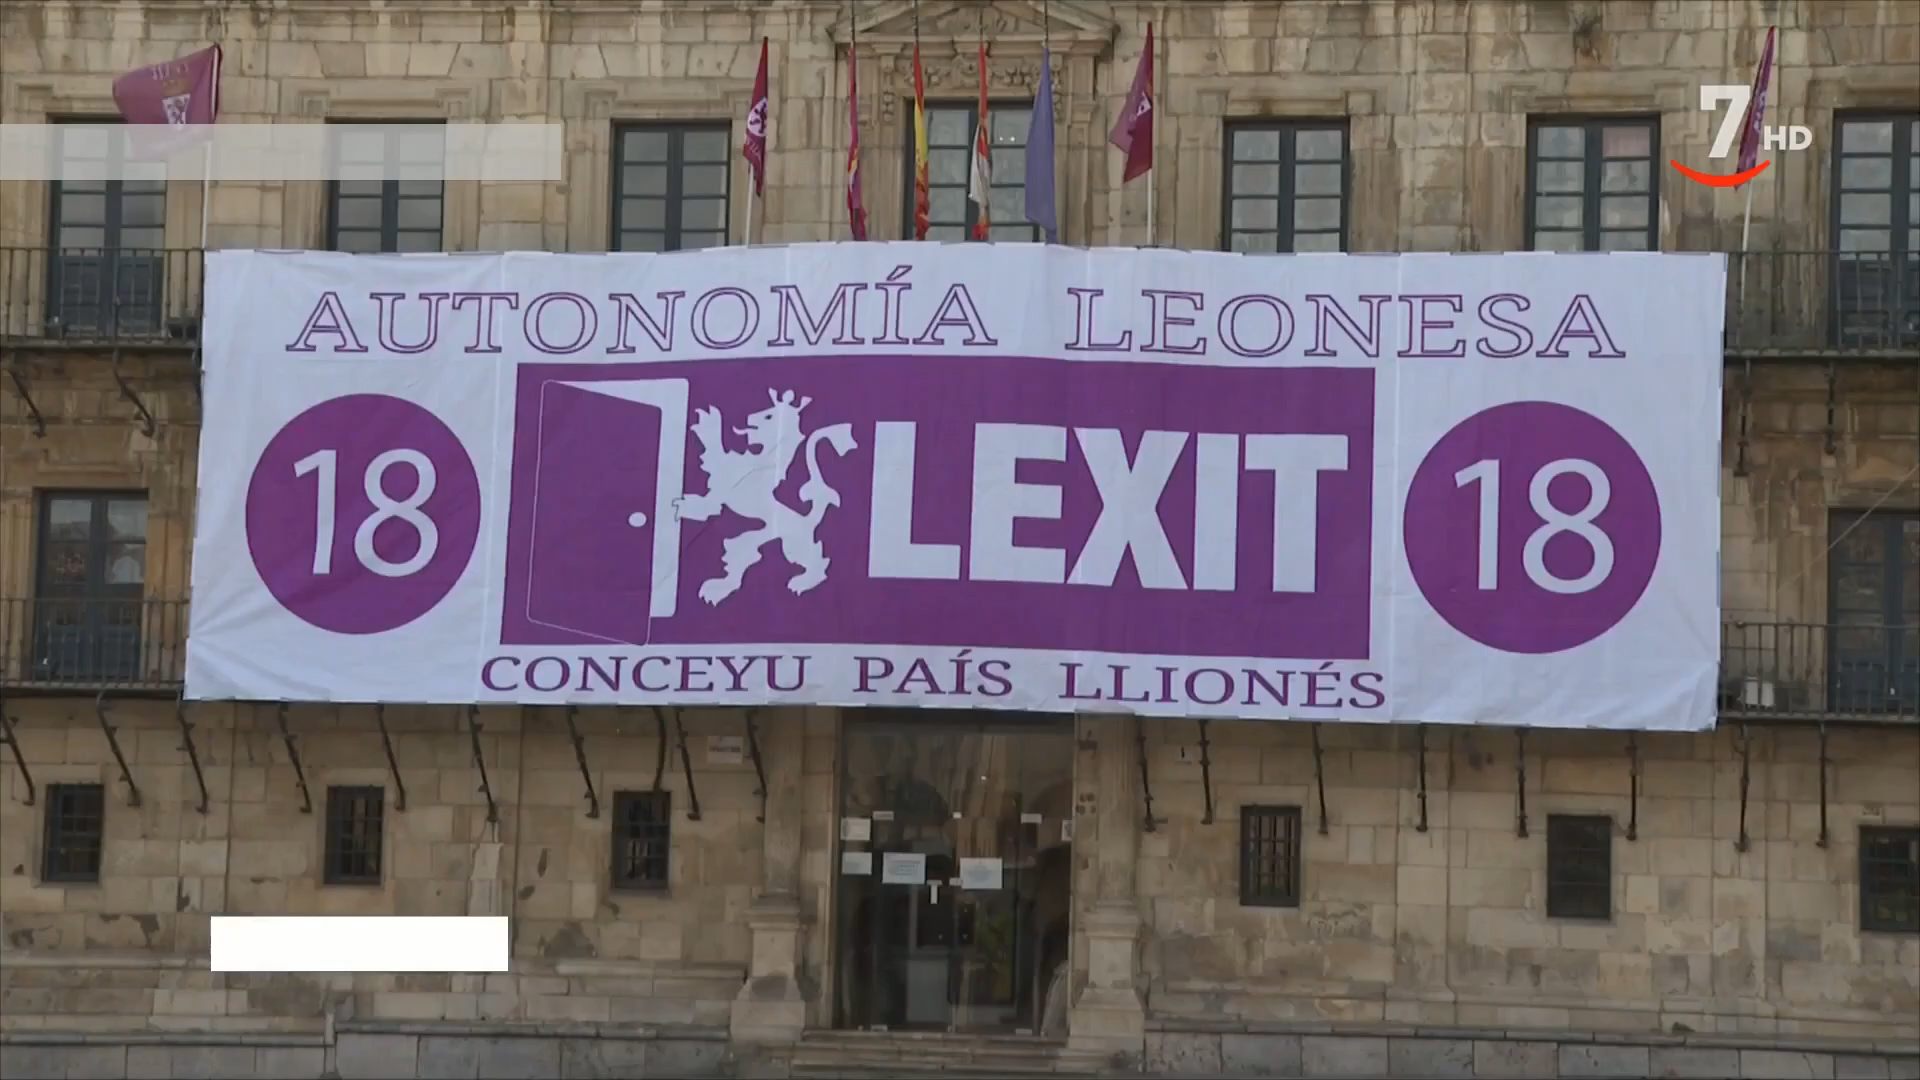 7 HD
AUTONOMÍA LEONESA
18 LEXIT 18
CONCEYU PAÍS LLIONÉS